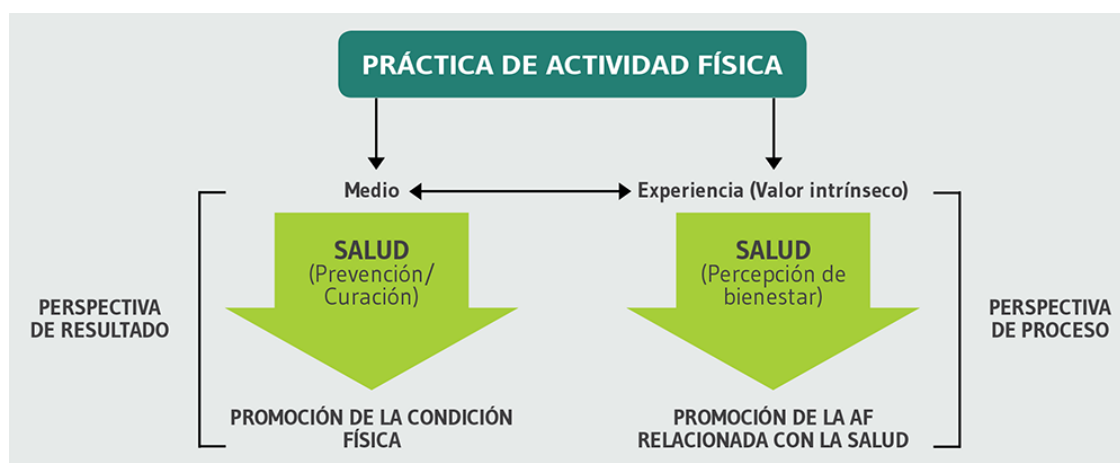 PRÁCTICA DE ACTIVIDAD FÍSICA
Medio
Experiencia (Valor intrínseco)
PERSPECTIVA
DE RESULTADO
SALUD
(Prevención/
Curación)
SALUD
(Percepción de
bienestar)
PERSPECTIVA
DE PROCESO
PROMOCIÓN DE LA CONDICIÓN
FÍSICA
PROMOCIÓN DE LA AF
RELACIONADA CON LA SALUD